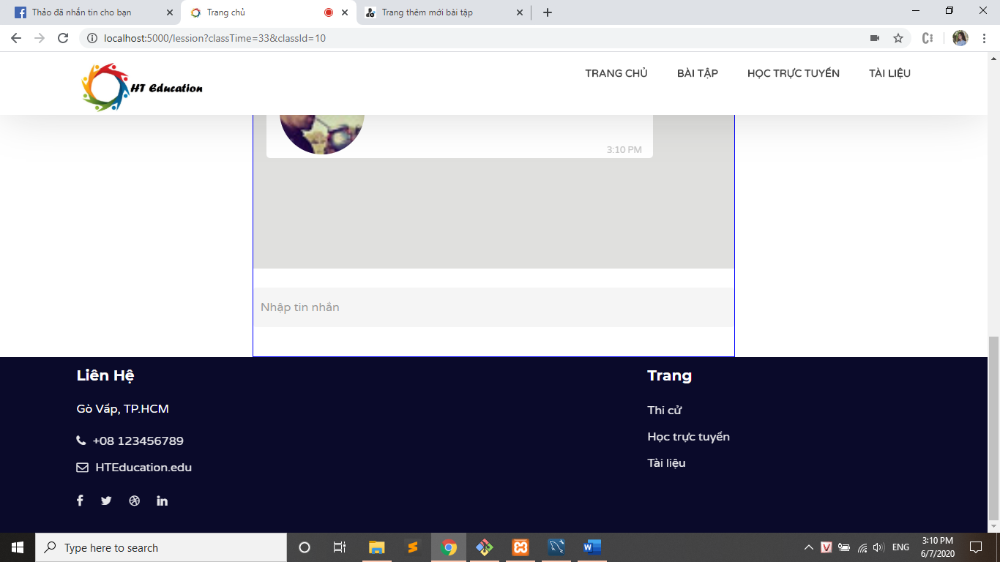 Thảo đã nhắn tin cho bạn
Trang chủ
Trang thêm mới bài tập
localhost:5000/lession?classTime=33&classId=10
HT Education
TRANG CHỦ
BÀI TẬP
HỌC TRỰC TUYẾN
TÀI LIỆU
3:10 PM
Nhập tin nhắn
Liên Hệ
Gò Vấp, TP.HCM
+08 123456789
HTEducation.edu
Trang
Thi cử
Học trực tuyến
Tài liệu
Type here to search
ENG
3:10 PM
6/7/2020